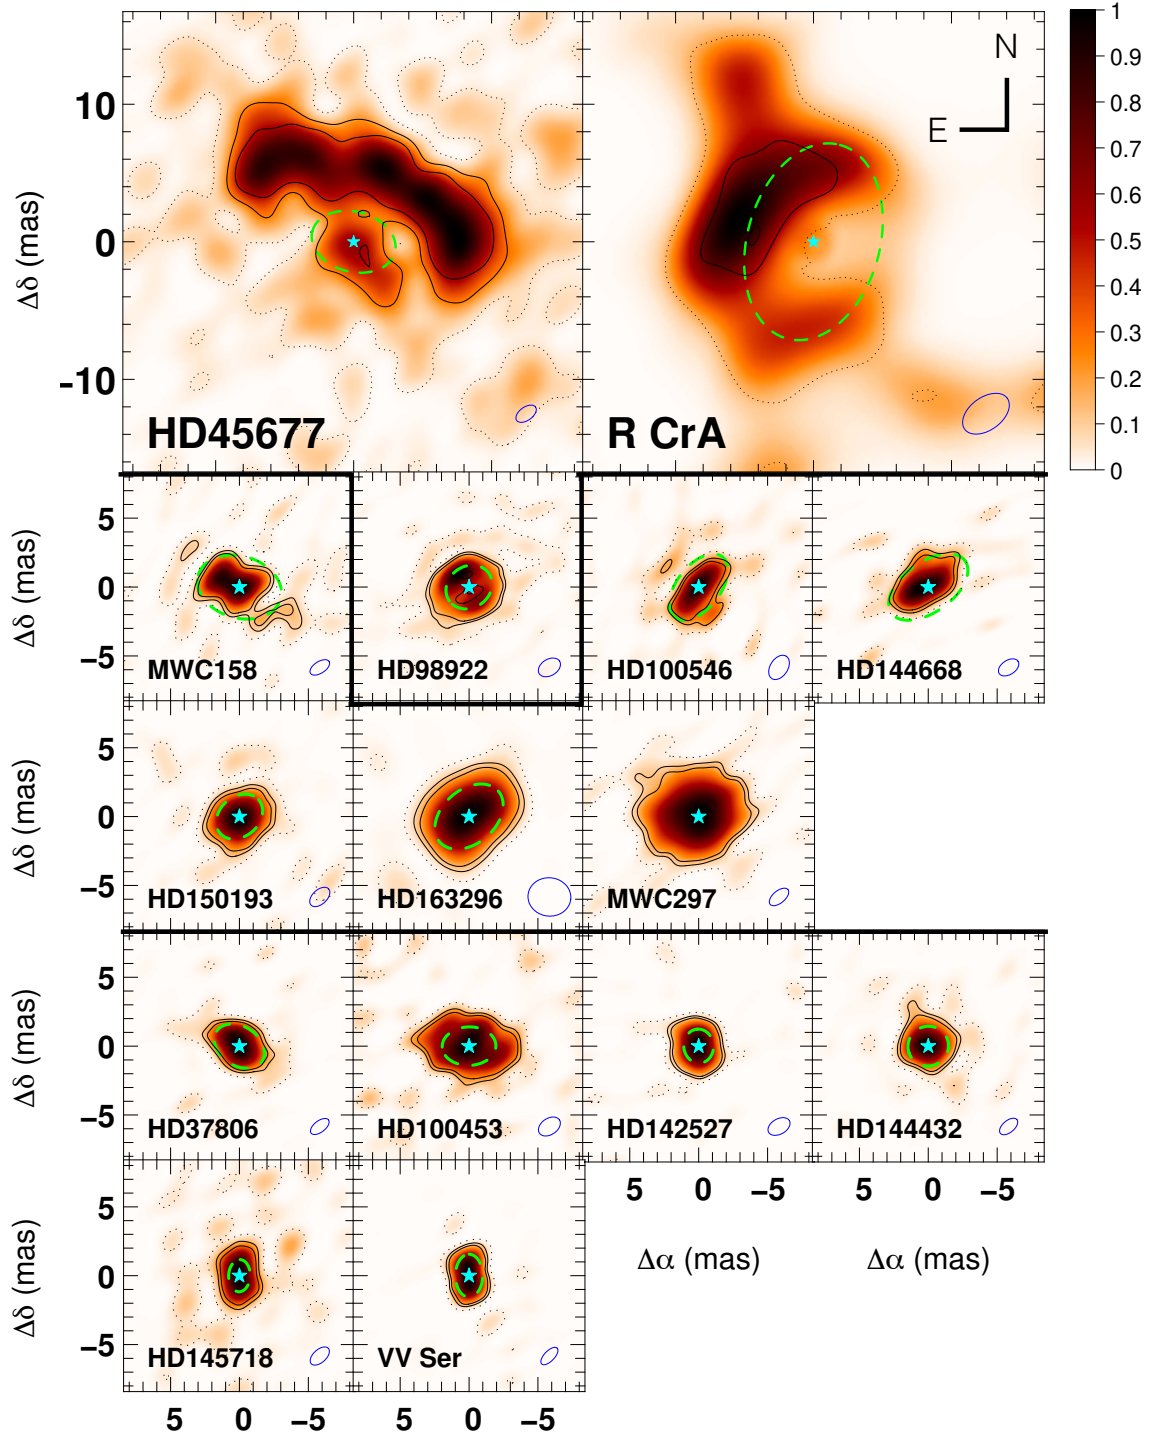 N
E
1
0.9
0.8
0.7
0.6
0.5
0.4
0.3
0.2
0.1
0
Δδ (mas)
10
0
-10
HD45677
R CrA
Δδ (mas)
5
0
−5
MWC158
HD98922
HD100546
HD144668
Δδ (mas)
5
0
−5
HD150193
HD163296
MWC297
Δδ (mas)
5
0
−5
HD37806
HD100453
HD142527
HD144432
5 0 −5
5 0 −5
Δα (mas)
Δα (mas)
Δδ (mas)
5
0
−5
HD145718
VV Ser
5 0 −5
5 0 −5